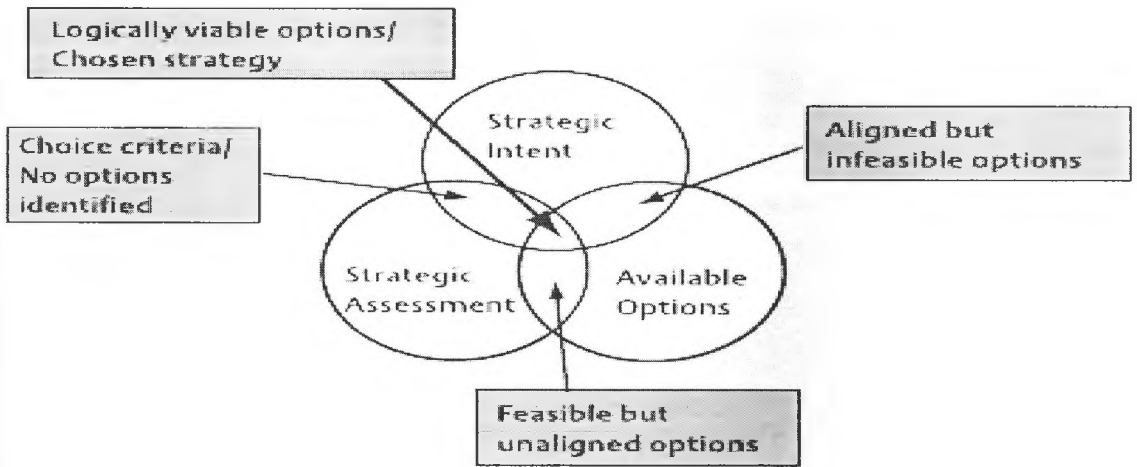 Logically viable options/
Chosen strategy
Strategic
Intent
Aligned but
infeasible options
Choice criteria/
No options
identified
Strategic
Assessment
Available
Options
Feasible but
unaligned options